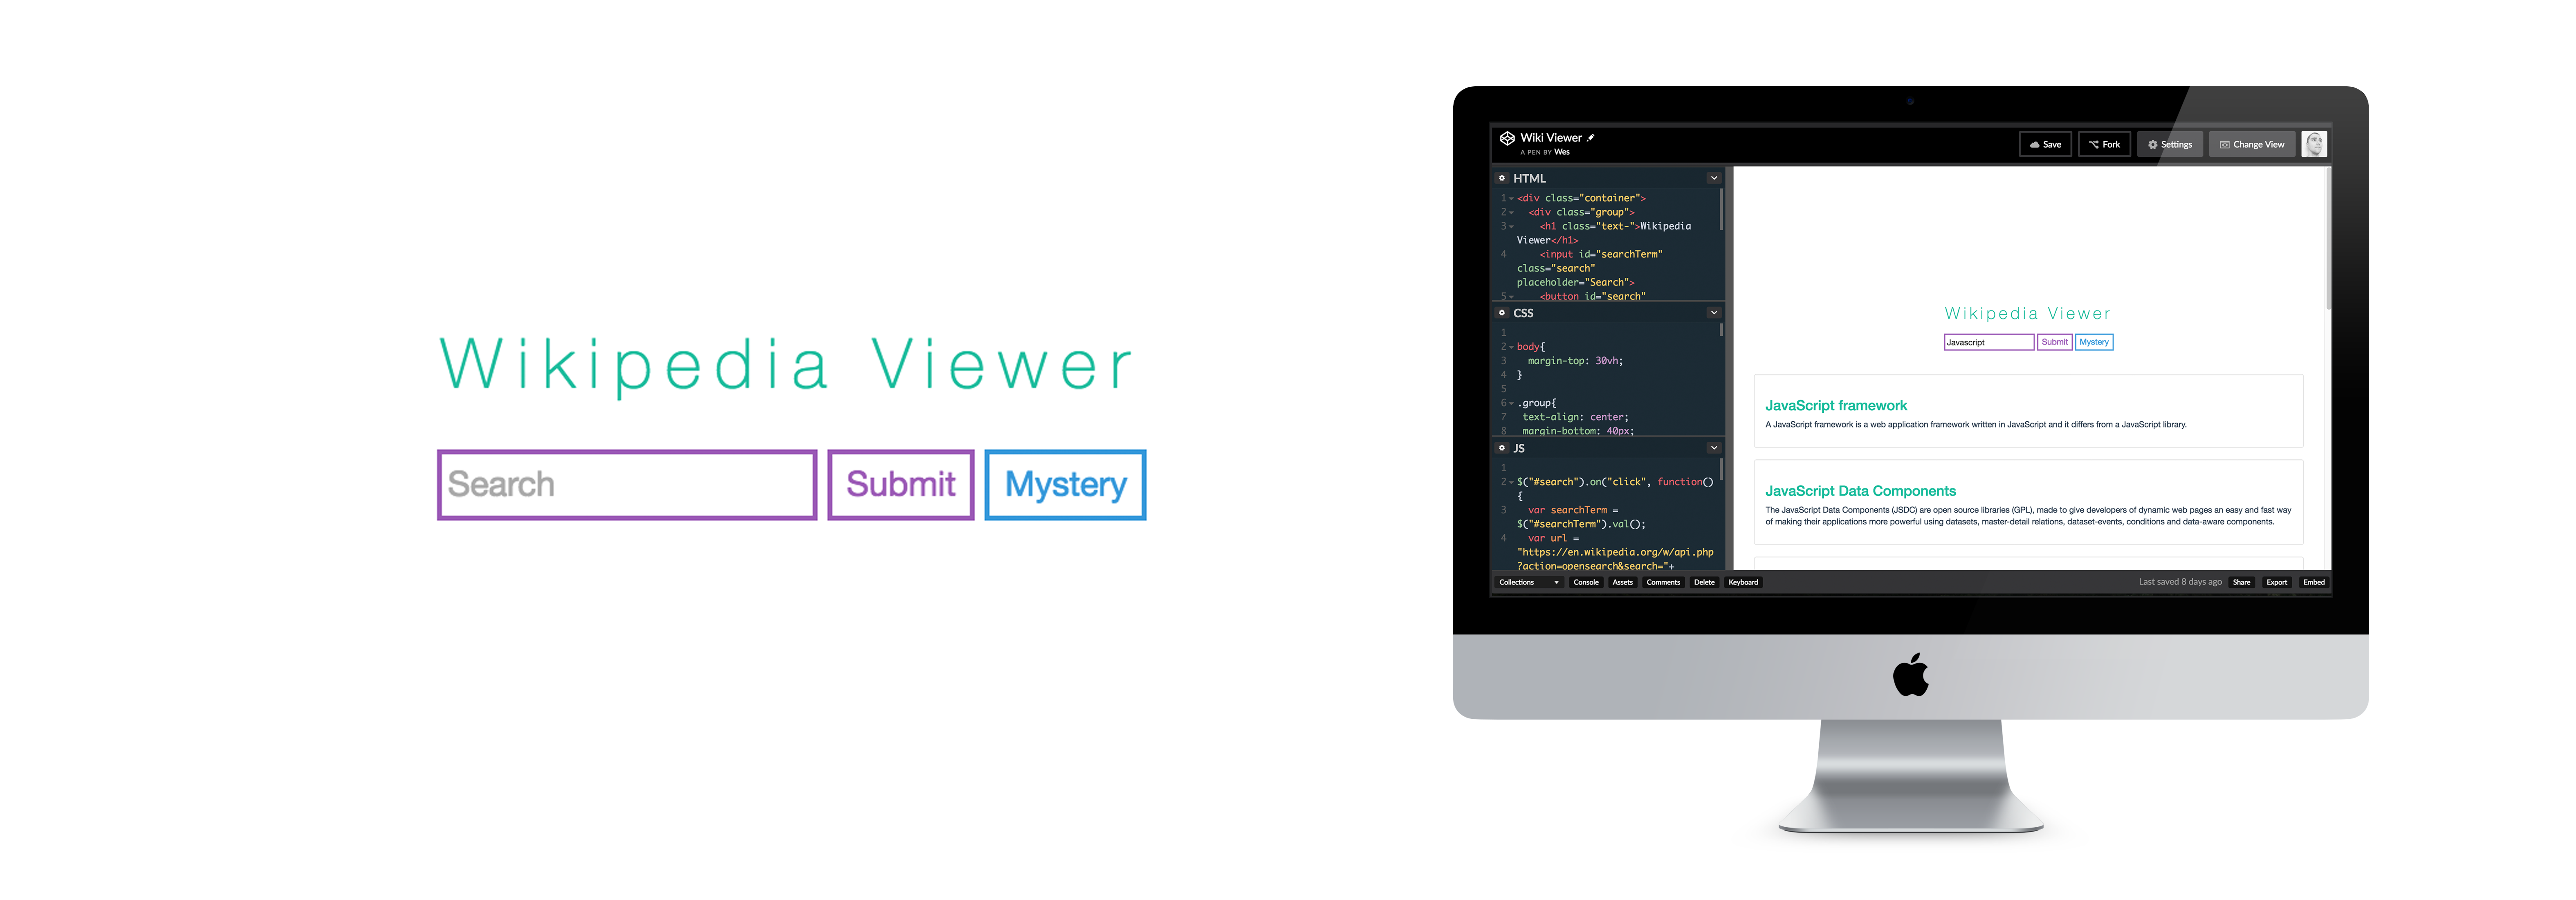 Wikipedia Viewer
Search
Submit
Mystery
Wiki Viewer
A PEN BY Wes
Save
Fork
Settings
Change View
HTML
1 <div class="container">
2 <div class="group">
3 <h1 class="text-">Wikipedia
Viewer</h1>
4 <input id="searchTerm"
class="search"
placeholder="Search">
5 <button id="search"
CSS
1
2 body{
3 margin-top: 30vh;
4 }
5
6 .group{
7 text-align: center;
8 margin-bottom: 40px;
JS
1
2 $("#search").on("click", function()
{
3 var searchTerm =
$("#searchTerm").val();
4 var url =
"https://en.wikipedia.org/w/api.php
?action=opensearch&search="+
Wikipedia Viewer
Javascript
Submit
Mystery
JavaScript framework
A JavaScript framework is a web application framework written in JavaScript and it differs from a JavaScript library.
JavaScript Data Components
The JavaScript Data Components (JSDC) are open source libraries (GPL), made to give developers of dynamic web pages an easy and fast way
of making their applications more powerful using datasets, master-detail relations, dataset-events, conditions and data-aware components.
Collections
Console
Assets
Comments
Delete
Keyboard
Last saved 8 days ago
Share
Export
Embed